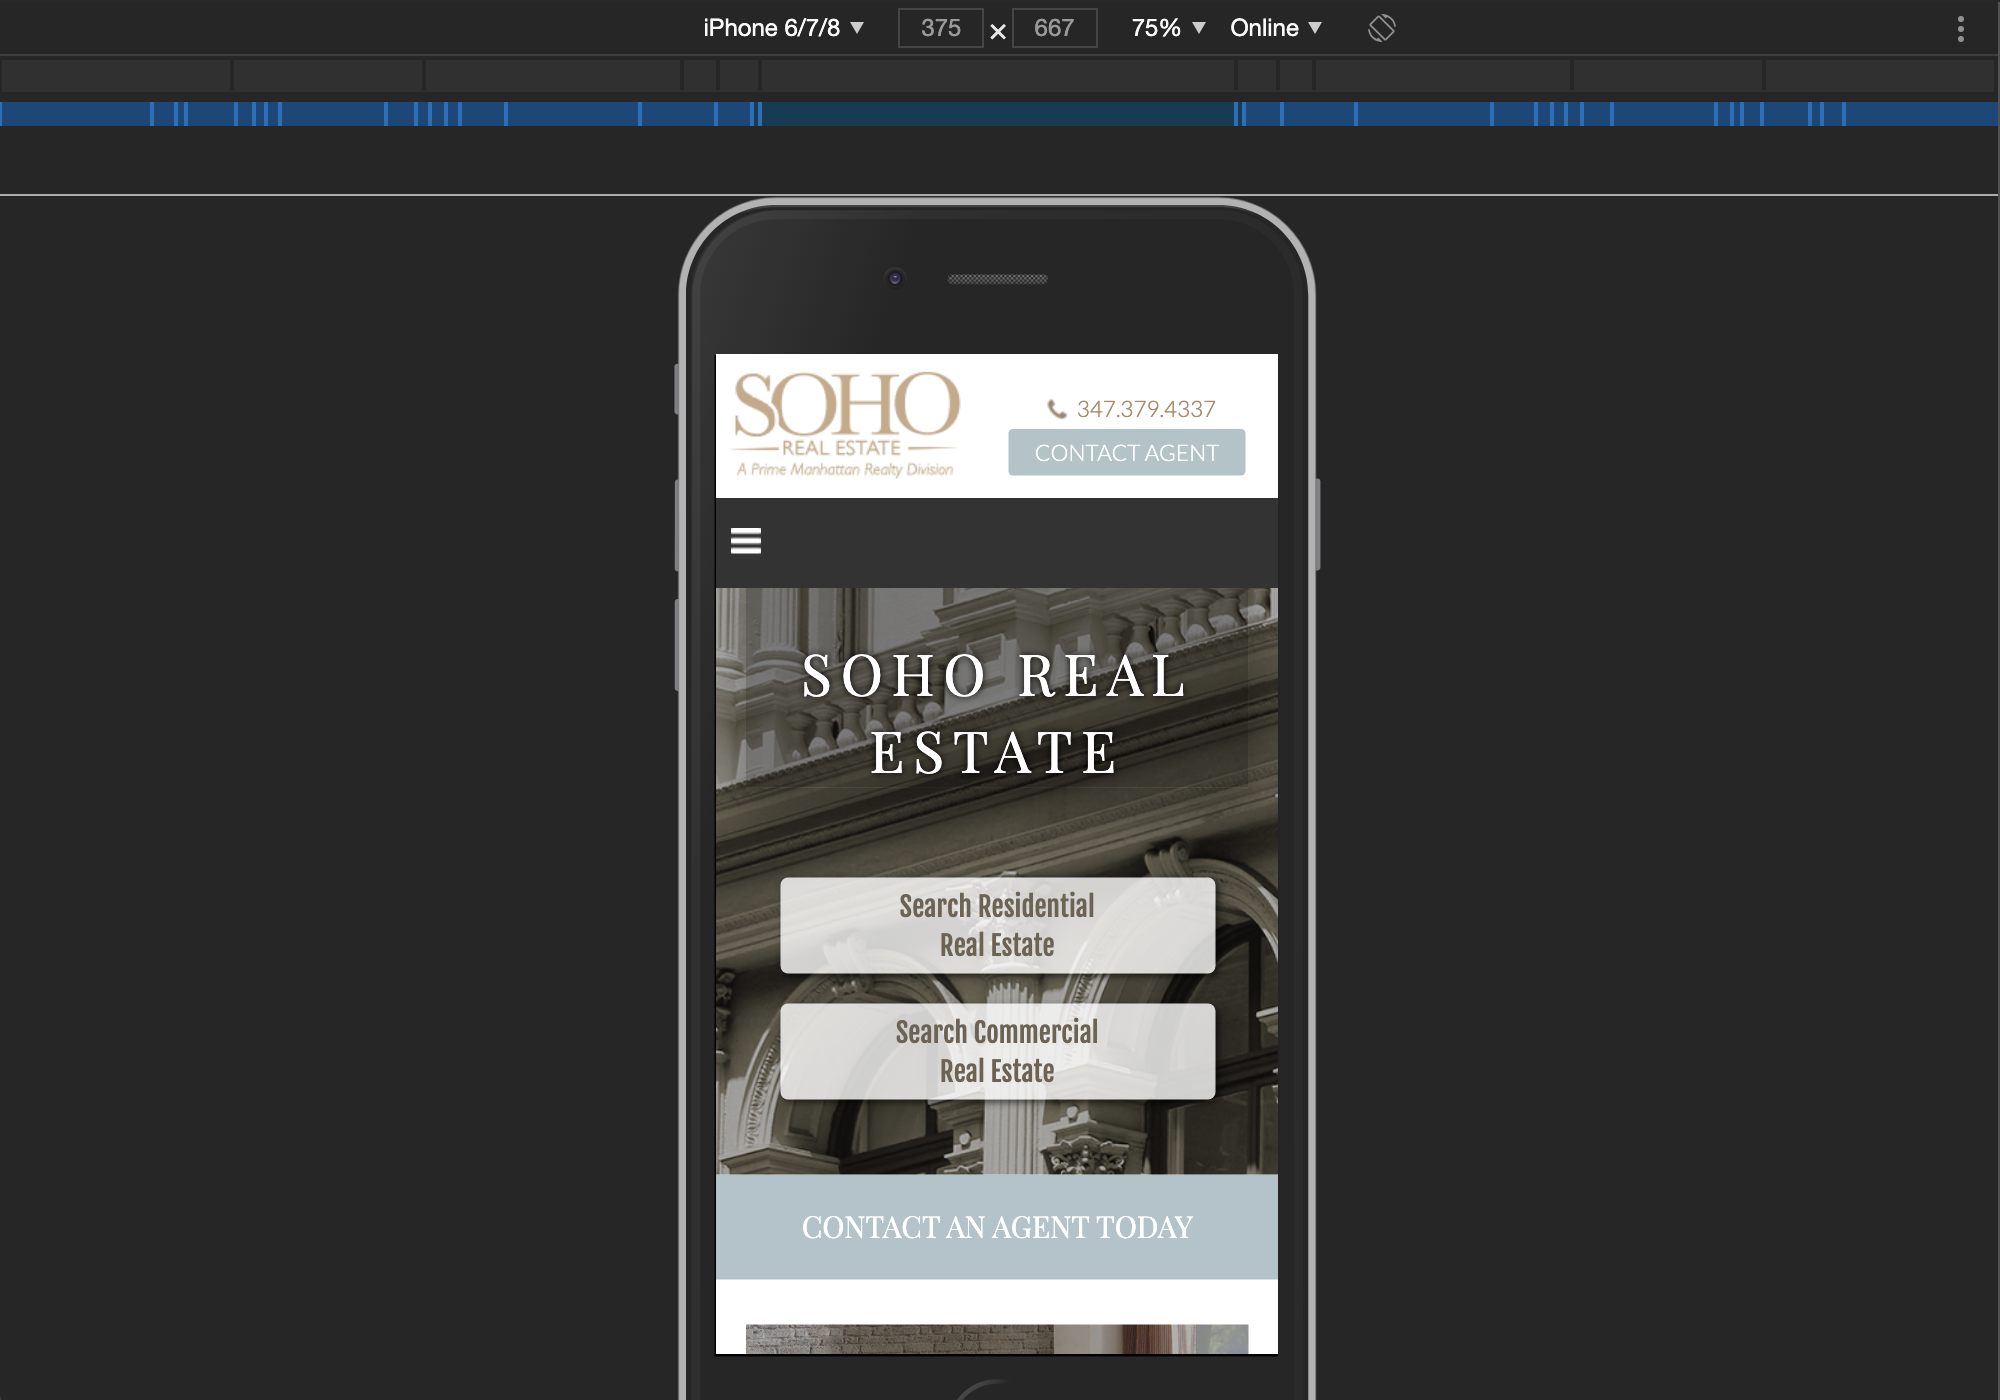 iPhone 6/7/8 ▼ 375 × 667 75% ▼ Online ▼
SOHO
REAL ESTATE
A Prime Manhattan Realty Division
347.379.4337
CONTACT AGENT
SOHO REAL
ESTATE
Search Residential
Real Estate
Search Commercial
Real Estate
CONTACT AN AGENT TODAY